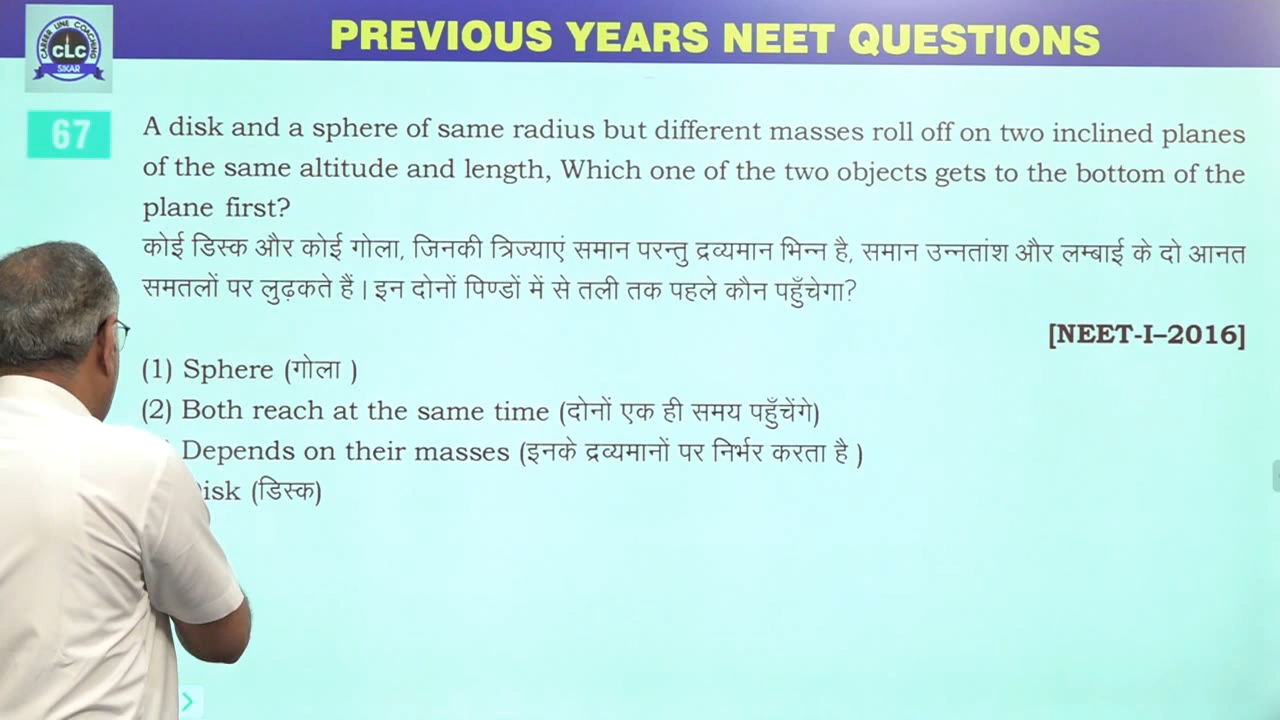 CAREER LINE COACHING
CLC
SIKAR
PREVIOUS YEARS NEET QUESTIONS
67
A disk and a sphere of same radius but different masses roll off on two inclined planes
of the same altitude and length, Which one of the two objects gets to the bottom of the
plane first?
कोई डिस्क और कोई गोला, जिनकी त्रिज्याएं समान परन्तु द्रव्यमान भिन्न है, समान उन्नतांश और लम्बाई के दो आनत
समतलों पर लुढ़कते हैं। इन दोनों पिण्डों में से तली तक पहले कौन पहुँचेगा?
[NEET-I–2016]
(1) Sphere (गोला )
(2) Both reach at the same time (दोनों एक ही समय पहुँचेंगे)
Depends on their masses (इनके द्रव्यमानों पर निर्भर करता है )
isk (डिस्क)